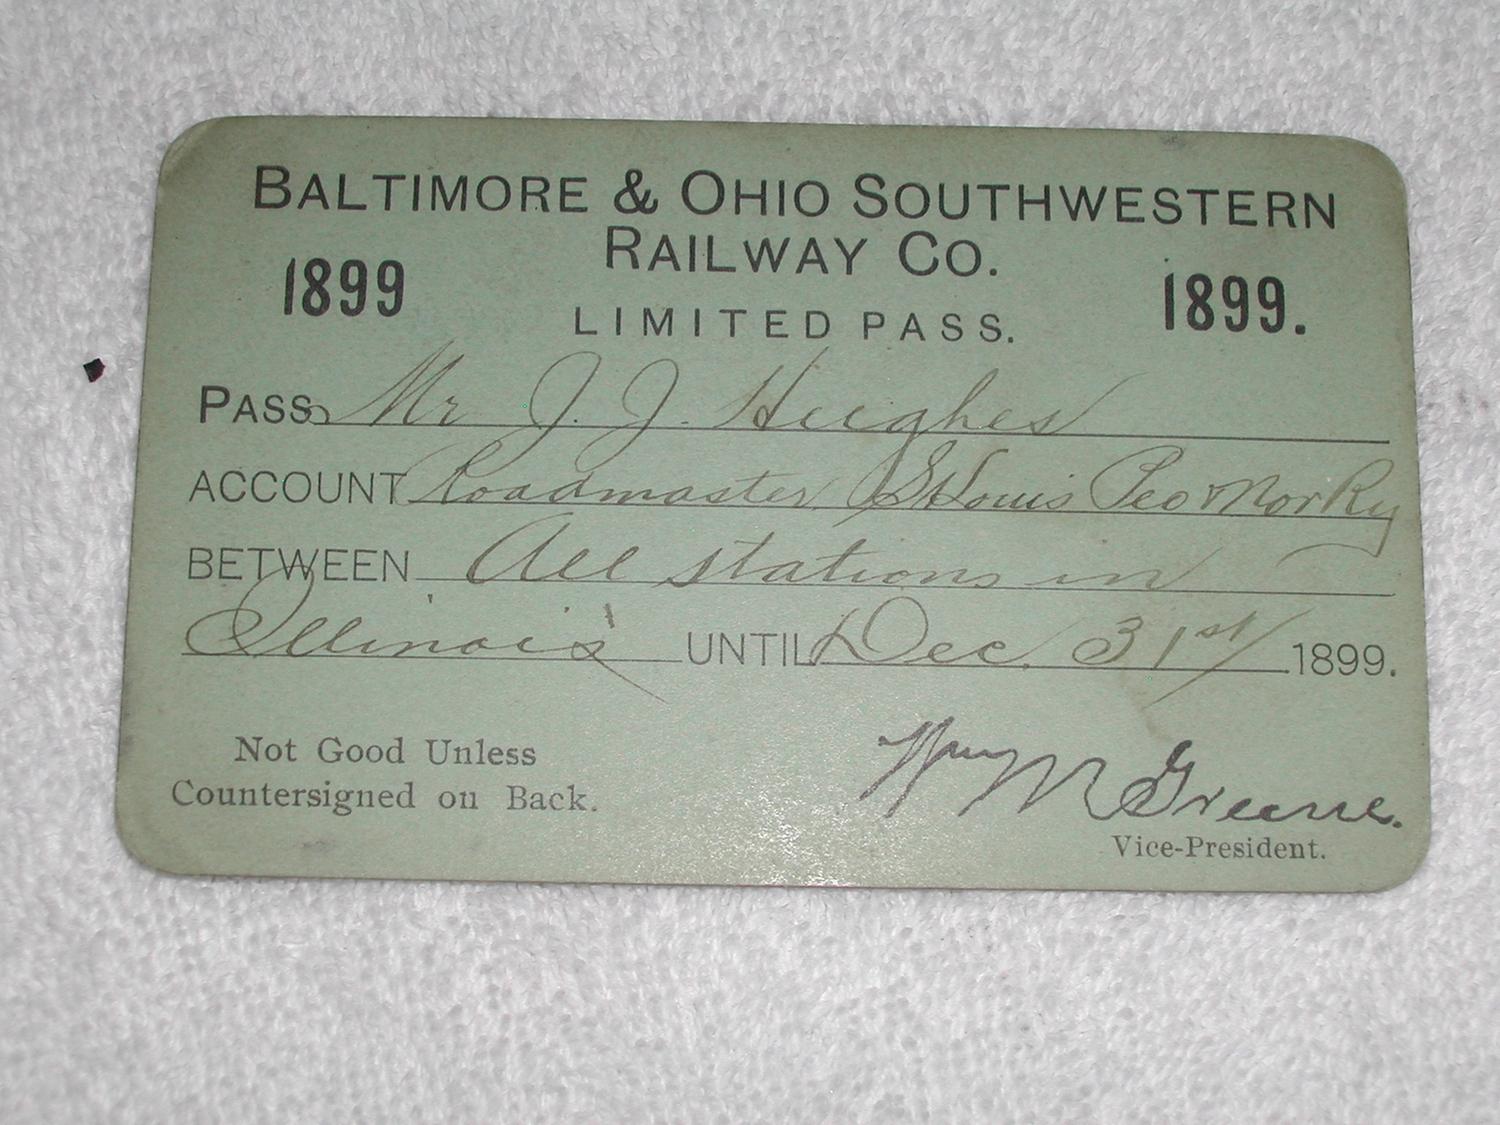 BALTIMORE & OHIO SOUTHWESTERN
RAILWAY CO.
1899 1899.
LIMITED PASS.
PASS Mr J. J. Hughes
ACCOUNT Roadmaster St Louis Peo & Nor Ry
BETWEEN All stations in
Illinois UNTIL Dec. 31st 1899.
Not Good Unless
Countersigned on Back.
Wm M Greene.
Vice-President.